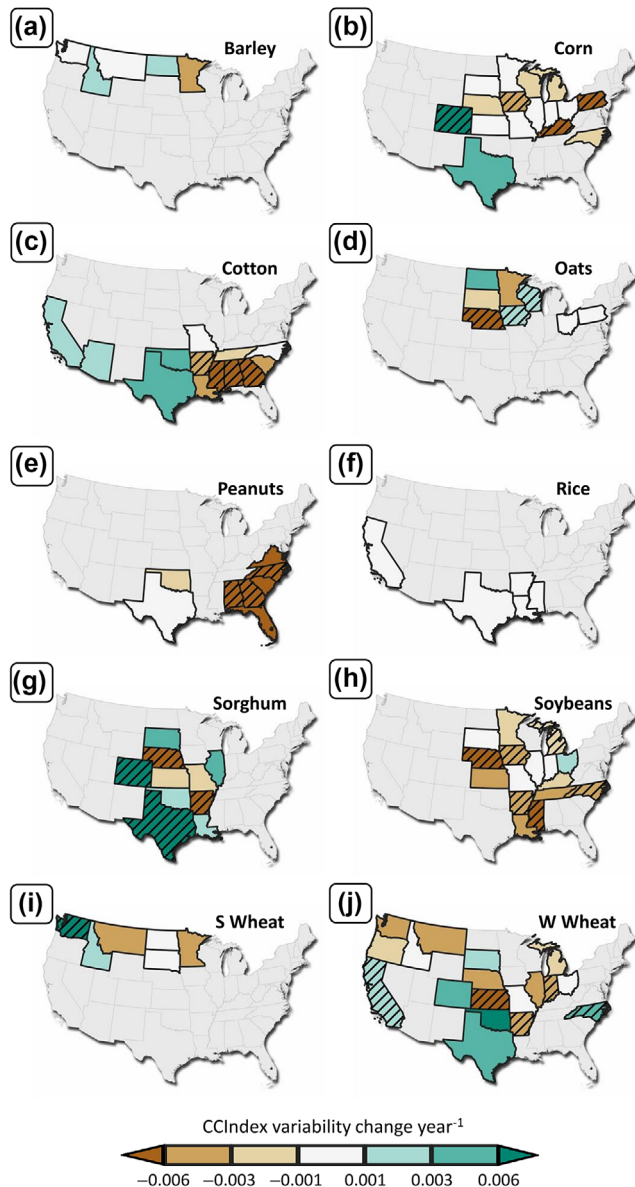 (a) Barley
(b) Corn
(c) Cotton
(d) Oats
(e) Peanuts
(f) Rice
(g) Sorghum
(h) Soybeans
(i) S Wheat
(j) W Wheat
CCIndex variability change year⁻¹
−0.006 −0.003 −0.001 0.001 0.003 0.006